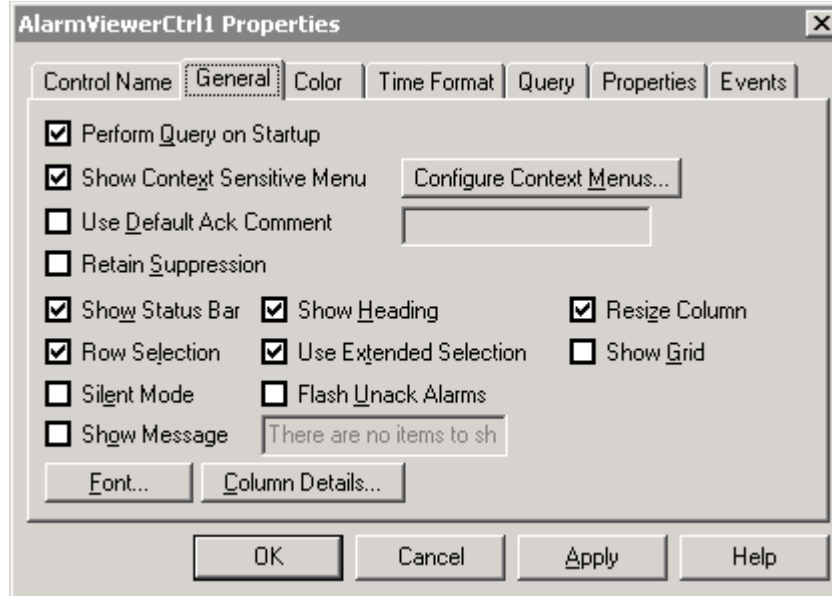 AlarmViewerCtrl1 Properties
Control Name General Color Time Format Query Properties Events
Perform Query on Startup
Show Context Sensitive Menu Configure Context Menus...
Use Default Ack Comment
Retain Suppression
Show Status Bar Show Heading Resize Column
Row Selection Use Extended Selection Show Grid
Silent Mode Flash Unack Alarms
Show Message There are no items to sh
Font... Column Details...
OK Cancel Apply Help